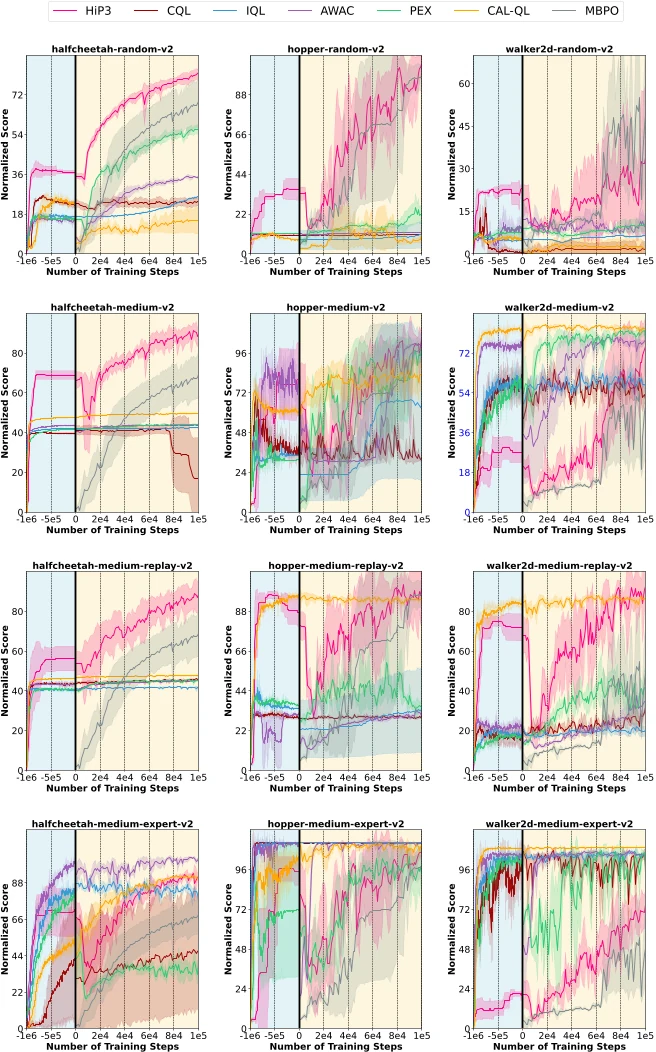 HiP3 CQL IQL AWAC PEX CAL-QL MBPO
halfcheetah-random-v2 hopper-random-v2 walker2d-random-v2
Normalized Score
72
54
36
18
0
-1e6 -5e5 0 2e4 4e4 6e4 8e4 1e5
Number of Training Steps
Normalized Score
88
66
44
22
0
-1e6 -5e5 0 2e4 4e4 6e4 8e4 1e5
Number of Training Steps
Normalized Score
60
45
30
15
0
-1e6 -5e5 0 2e4 4e4 6e4 8e4 1e5
Number of Training Steps
halfcheetah-medium-v2 hopper-medium-v2 walker2d-medium-v2
Normalized Score
80
60
40
20
0
-1e6 -5e5 0 2e4 4e4 6e4 8e4 1e5
Number of Training Steps
Normalized Score
96
72
48
24
0
-1e6 -5e5 0 2e4 4e4 6e4 8e4 1e5
Number of Training Steps
Normalized Score
72
54
36
18
0
-1e6 -5e5 0 2e4 4e4 6e4 8e4 1e5
Number of Training Steps
halfcheetah-medium-replay-v2 hopper-medium-replay-v2 walker2d-medium-replay-v2
Normalized Score
80
60
40
20
0
-1e6 -5e5 0 2e4 4e4 6e4 8e4 1e5
Number of Training Steps
Normalized Score
88
66
44
22
0
-1e6 -5e5 0 2e4 4e4 6e4 8e4 1e5
Number of Training Steps
Normalized Score
80
60
40
20
0
-1e6 -5e5 0 2e4 4e4 6e4 8e4 1e5
Number of Training Steps
halfcheetah-medium-expert-v2 hopper-medium-expert-v2 walker2d-medium-expert-v2
Normalized Score
88
66
44
22
0
-1e6 -5e5 0 2e4 4e4 6e4 8e4 1e5
Number of Training Steps
Normalized Score
96
72
48
24
0
-1e6 -5e5 0 2e4 4e4 6e4 8e4 1e5
Number of Training Steps
Normalized Score
96
72
48
24
0
-1e6 -5e5 0 2e4 4e4 6e4 8e4 1e5
Number of Training Steps